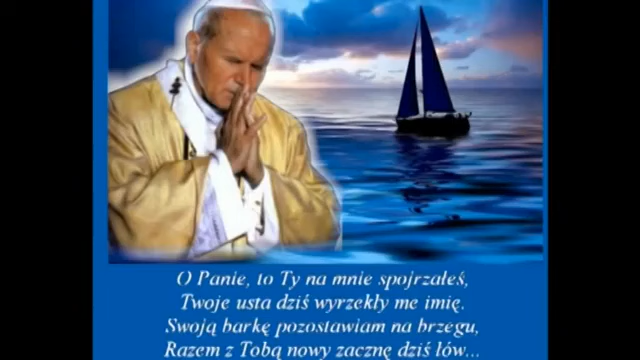 O Panie, to Ty na mnie spojrzałeś,
Twoje usta dziś wyrzekły me imię.
Swoją barkę pozostawiam na brzegu,
Razem z Tobą nowy zacznę dziś łów...